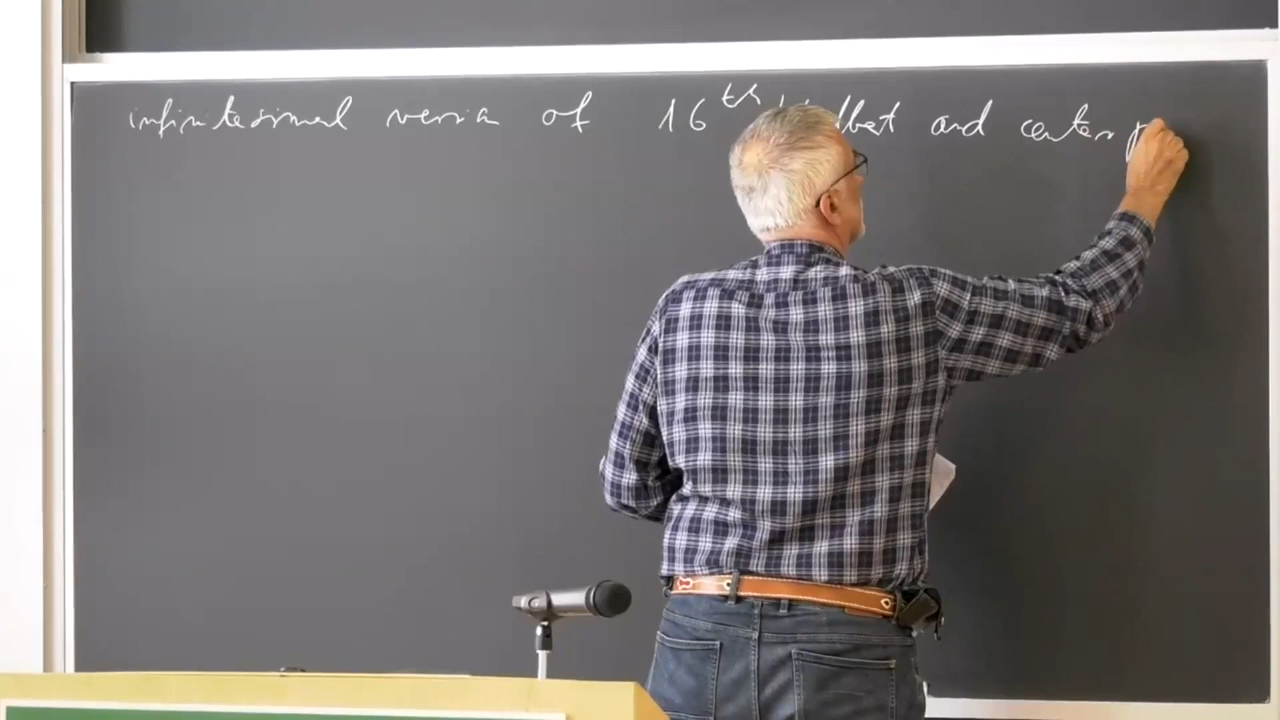 infinitesimal version of 16th and center